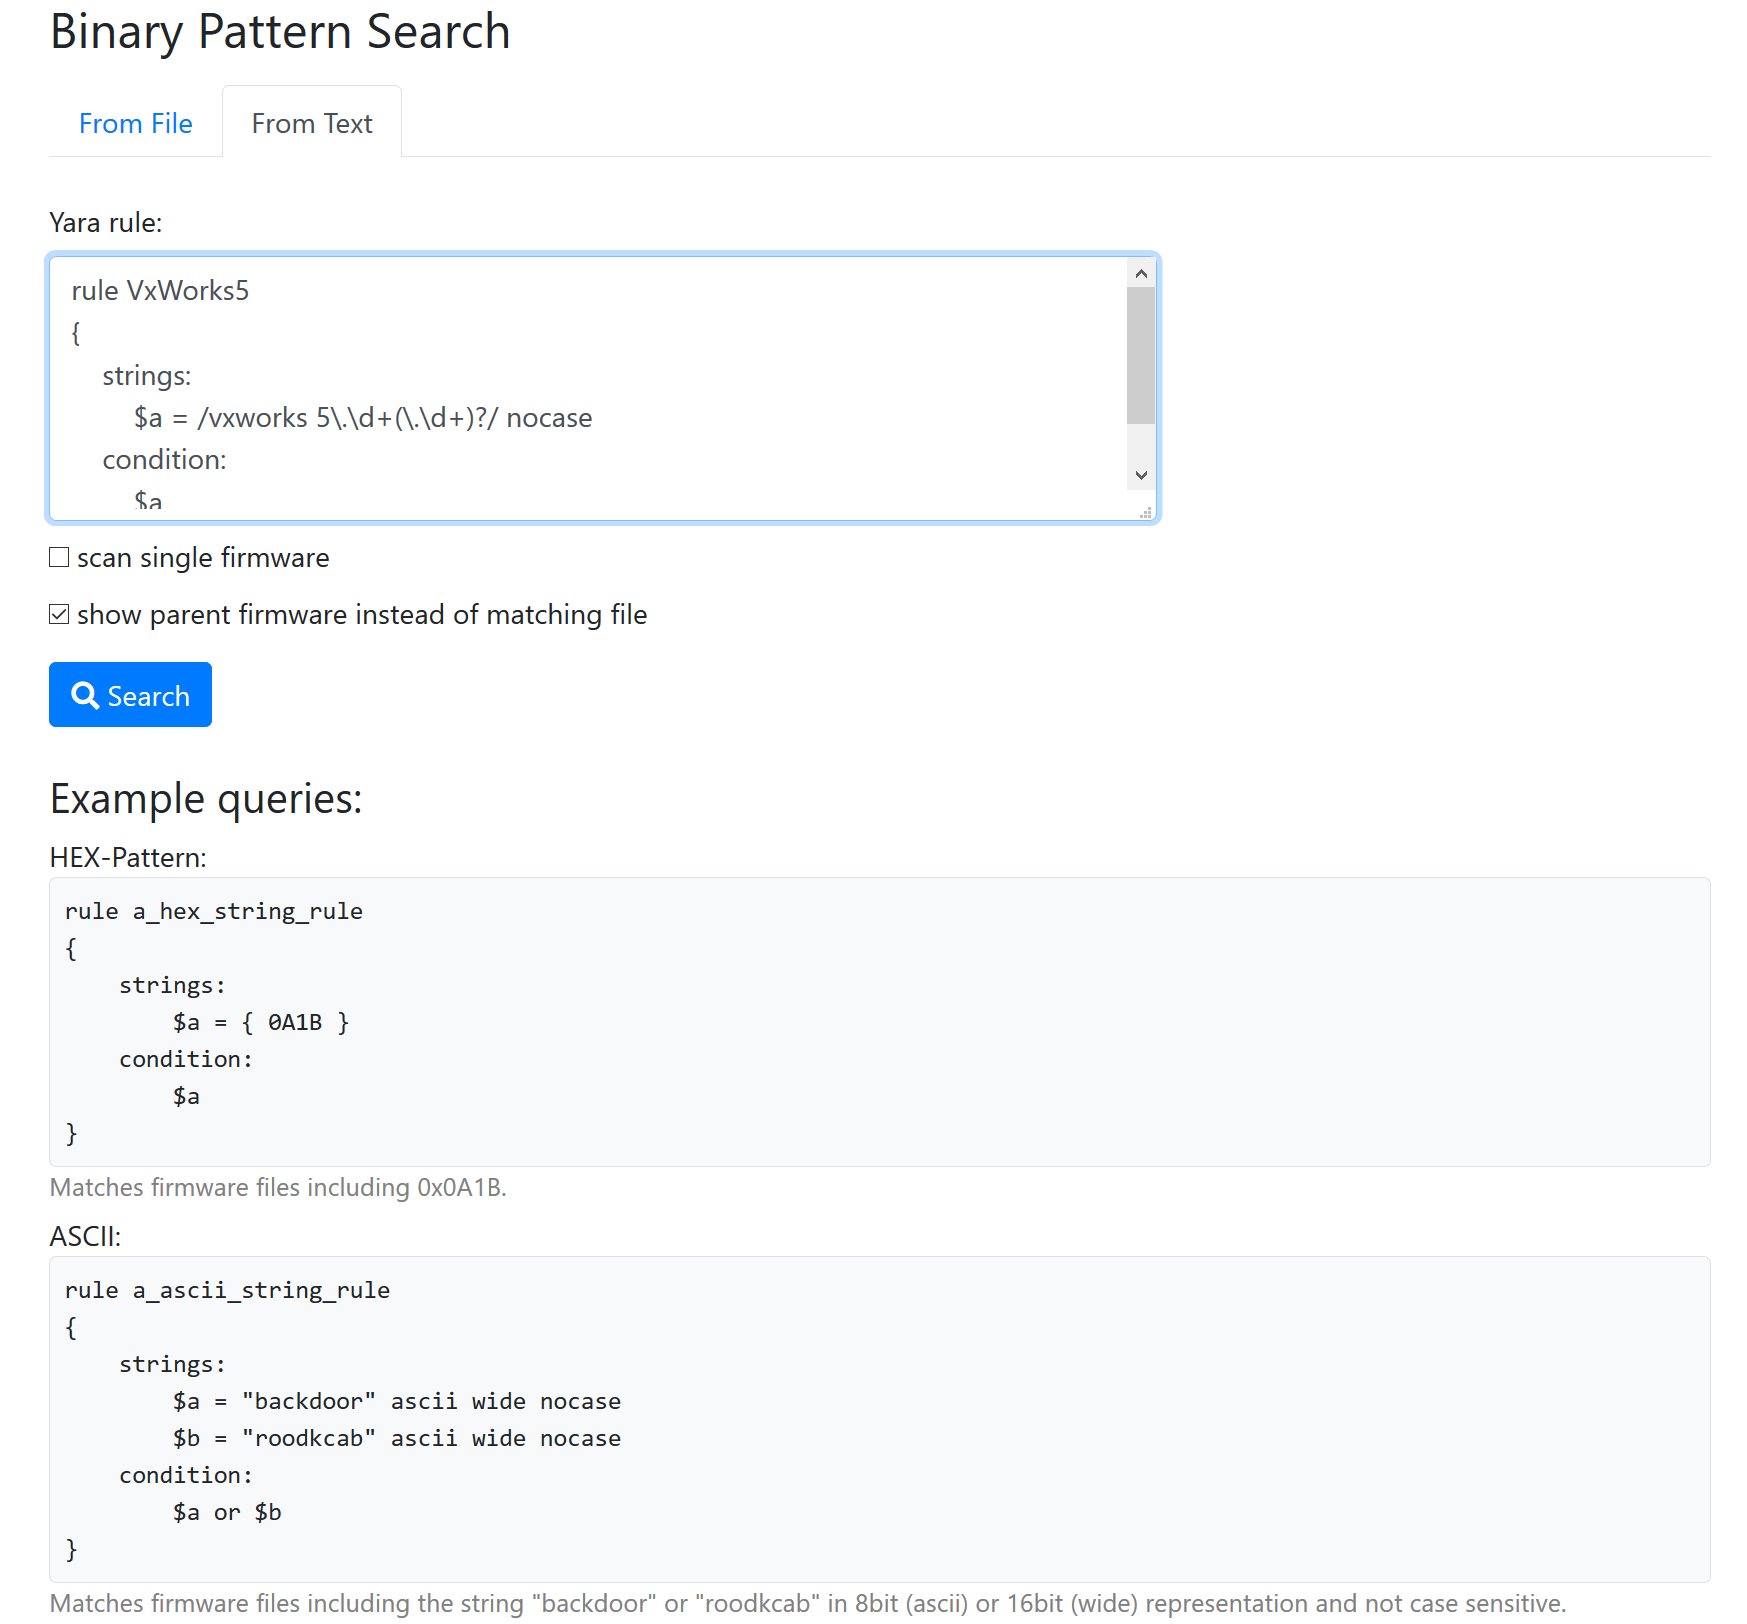 Binary Pattern Search
From File
From Text
Yara rule:
rule VxWorks5
{
strings:
$a = /vxworks 5\.\d+(\.\d+)?/ nocase
condition:
$a
scan single firmware
show parent firmware instead of matching file
Search
Example queries:
HEX-Pattern:
rule a_hex_string_rule
{
strings:
$a = { 0A1B }
condition:
$a
}
Matches firmware files including 0x0A1B.
ASCII:
rule a_ascii_string_rule
{
strings:
$a = "backdoor" ascii wide nocase
$b = "roodkcab" ascii wide nocase
condition:
$a or $b
}
Matches firmware files including the string "backdoor" or "roodkcab" in 8bit (ascii) or 16bit (wide) representation and not case sensitive.